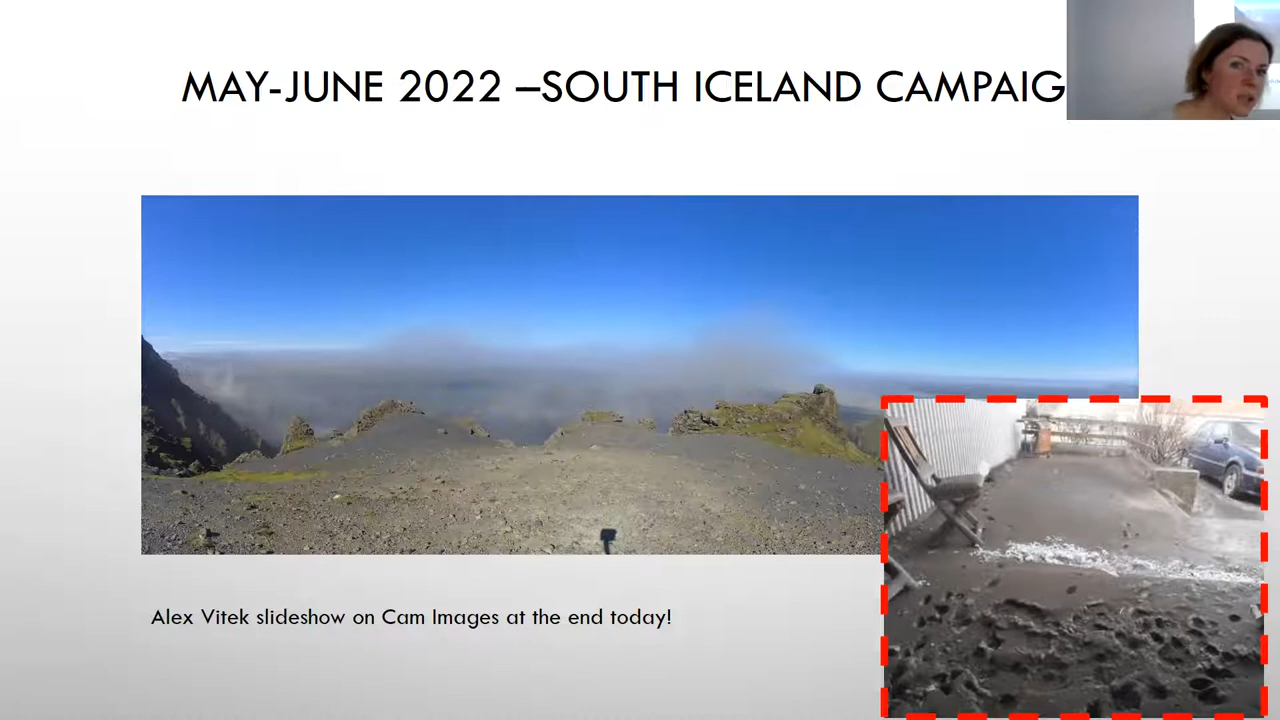 MAY-JUNE 2022 –SOUTH ICELAND CAMPAIG
Alex Vitek slideshow on Cam Images at the end today!